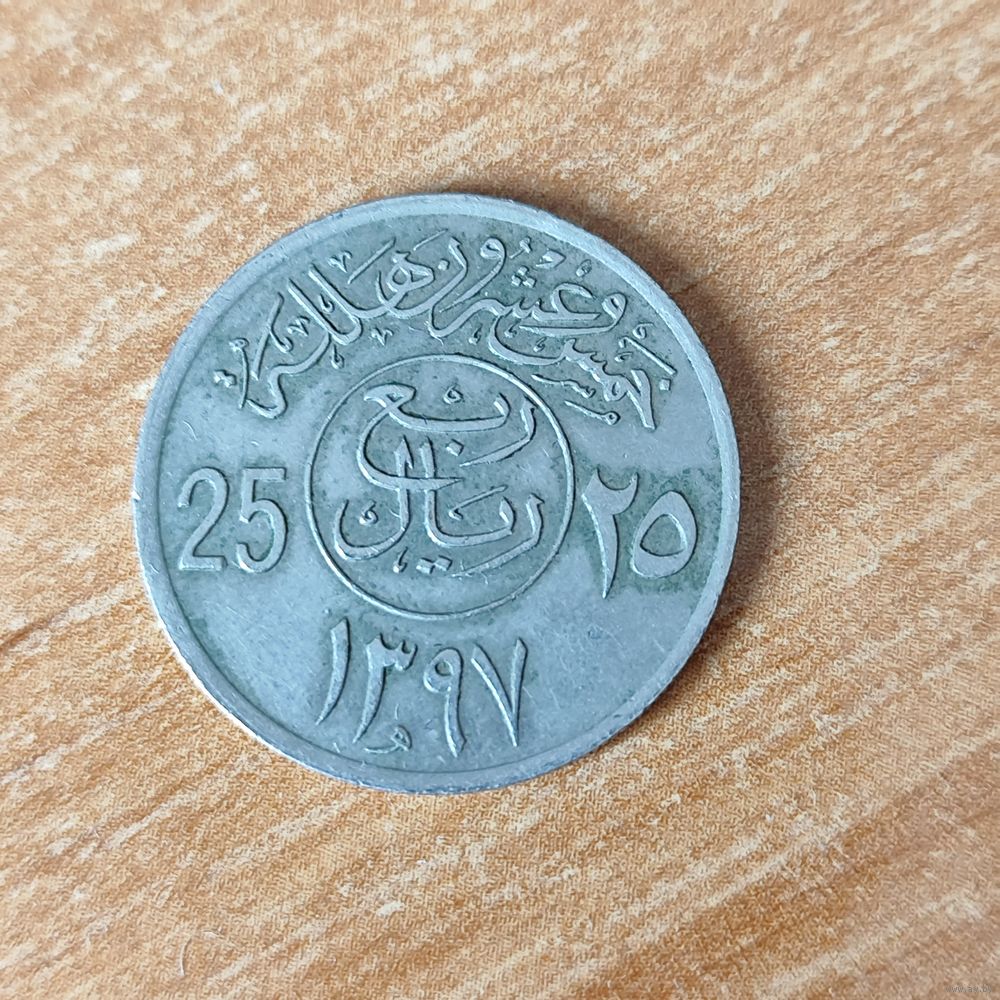 خمس وعشرون هللة
ربع
ريال
25
٢٥
١٣٩٧
ه